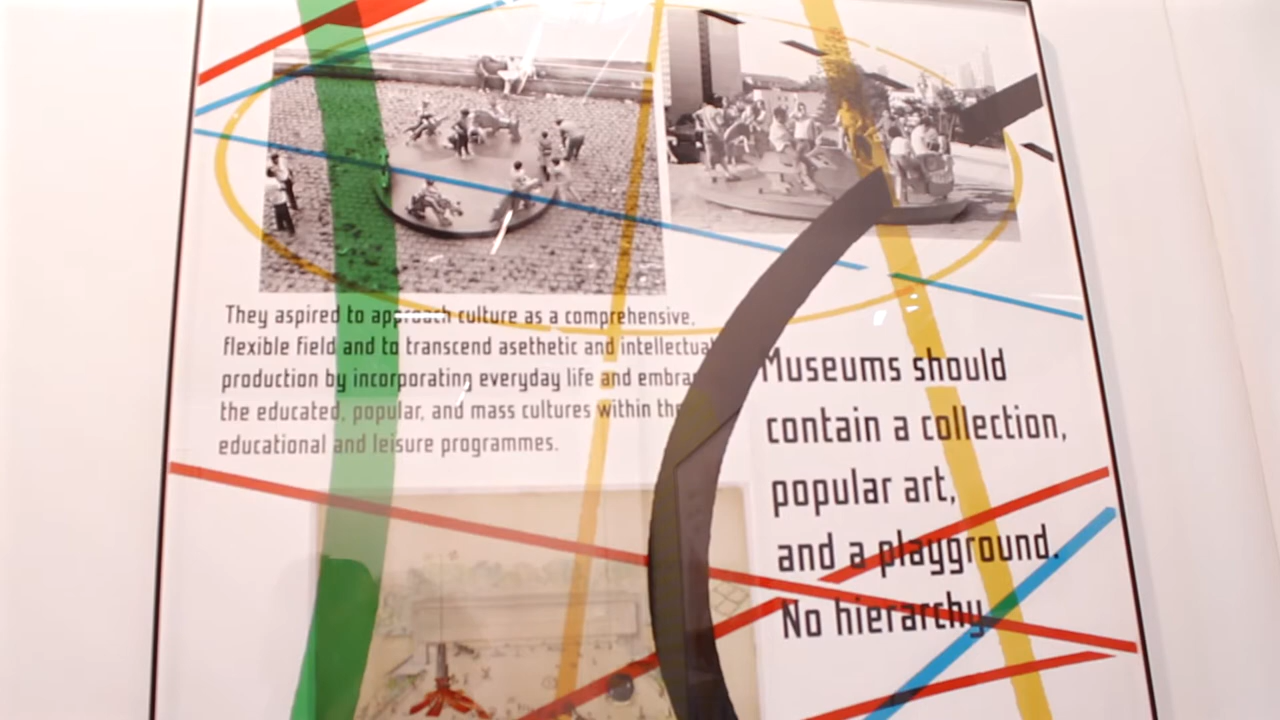 They aspired to approach culture as a comprehensive,
flexible field and to transcend asethetic and intellectual
production by incorporating everyday life and
the educated, popular, and mass cultures within the
educational and leisure programmes.
Museums should
contain a collection,
popular art,
and a playground.
No hierarchy